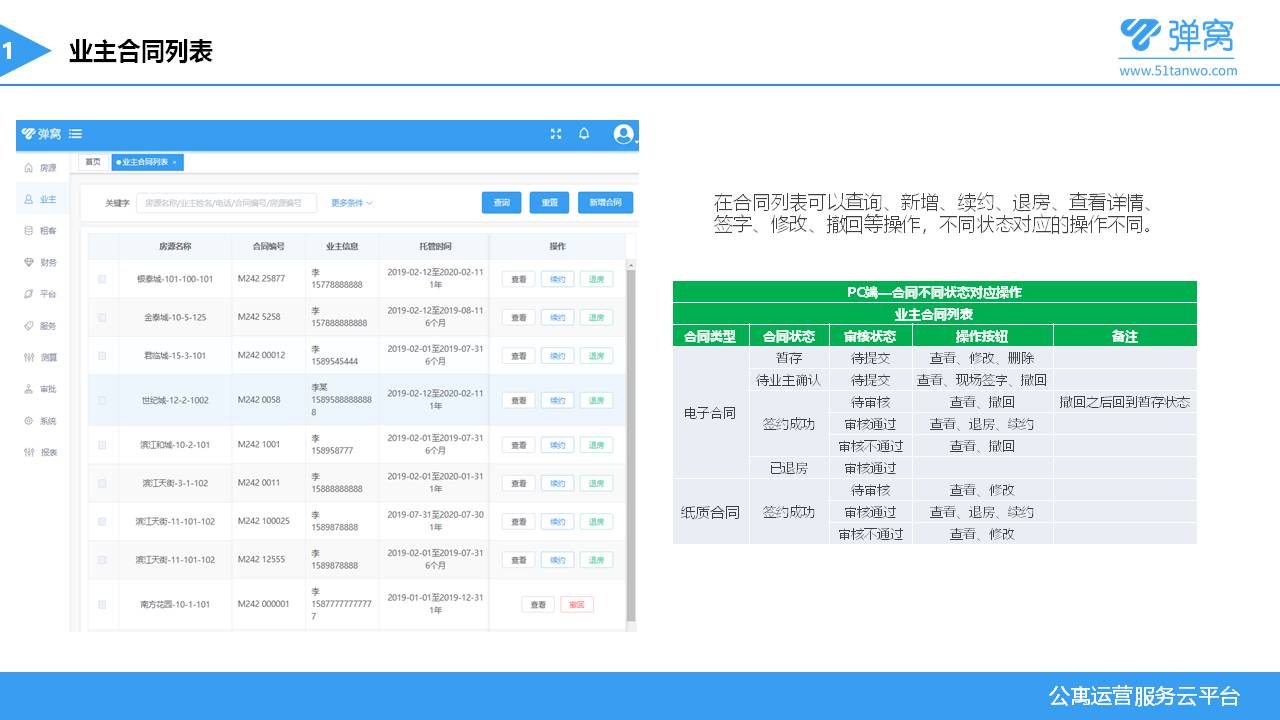 1
业主合同列表
弹窝
www.51tanwo.com
弹窝
首页
业主合同列表 ×
房源
业主
租客
财务
平台
服务
测算
审批
系统
报表
关键字 房源名称/业主姓名/电话/合同编号/房源编号 更多条件 查询 重置 新增合同
房源名称 合同编号 业主信息 托管时间 操作
银泰城-101-100-101 M242 25877 李 15778888888 2019-02-12至2020-02-11 1年 查看 续约 退房
金泰城-10-5-125 M242 5258 李 157888888888 2019-02-12至2019-08-11 6个月 查看 续约 退房
君临城-15-3-101 M242 00012 李 1589545444 2019-02-01至2019-07-31 6个月 查看 续约 退房
世纪城-12-2-1002 M242 0058 李某 15895888888888 2019-02-12至2020-02-11 1年 查看 续约 退房
滨江和城-10-2-101 M242 1001 李 158958777 2019-02-01至2019-07-31 6个月 查看 续约 退房
滨江天街-3-1-102 M242 0011 李 15888888888 2019-02-01至2020-01-31 1年 查看 续约 退房
滨江天街-11-101-102 M242 100025 李 1589878888 2019-07-31至2020-07-30 1年 查看 续约 退房
滨江天街-11-101-102 M242 12555 李 1589878888 2019-02-01至2019-07-31 6个月 查看 续约 退房
南方花园-10-1-101 M242 000001 李 15877777777777 2019-01-01至2019-12-31 1年 查看 撤回
在合同列表可以查询、新增、续约、退房、查看详情、
签字、修改、撤回等操作，不同状态对应的操作不同。
PC端—合同不同状态对应操作
业主合同列表
合同类型 合同状态 审核状态 操作按钮 备注
电子合同 暂存 待提交 查看、修改、删除
待业主确认 待提交 查看、现场签字、撤回
签约成功 待审核 查看、撤回 撤回之后回到暂存状态
审核通过 查看、退房、续约
审核不通过 查看、撤回
已退房 审核通过
纸质合同 签约成功 待审核 查看、修改
审核通过 查看、退房、续约
审核不通过 查看、修改
公寓运营服务云平台